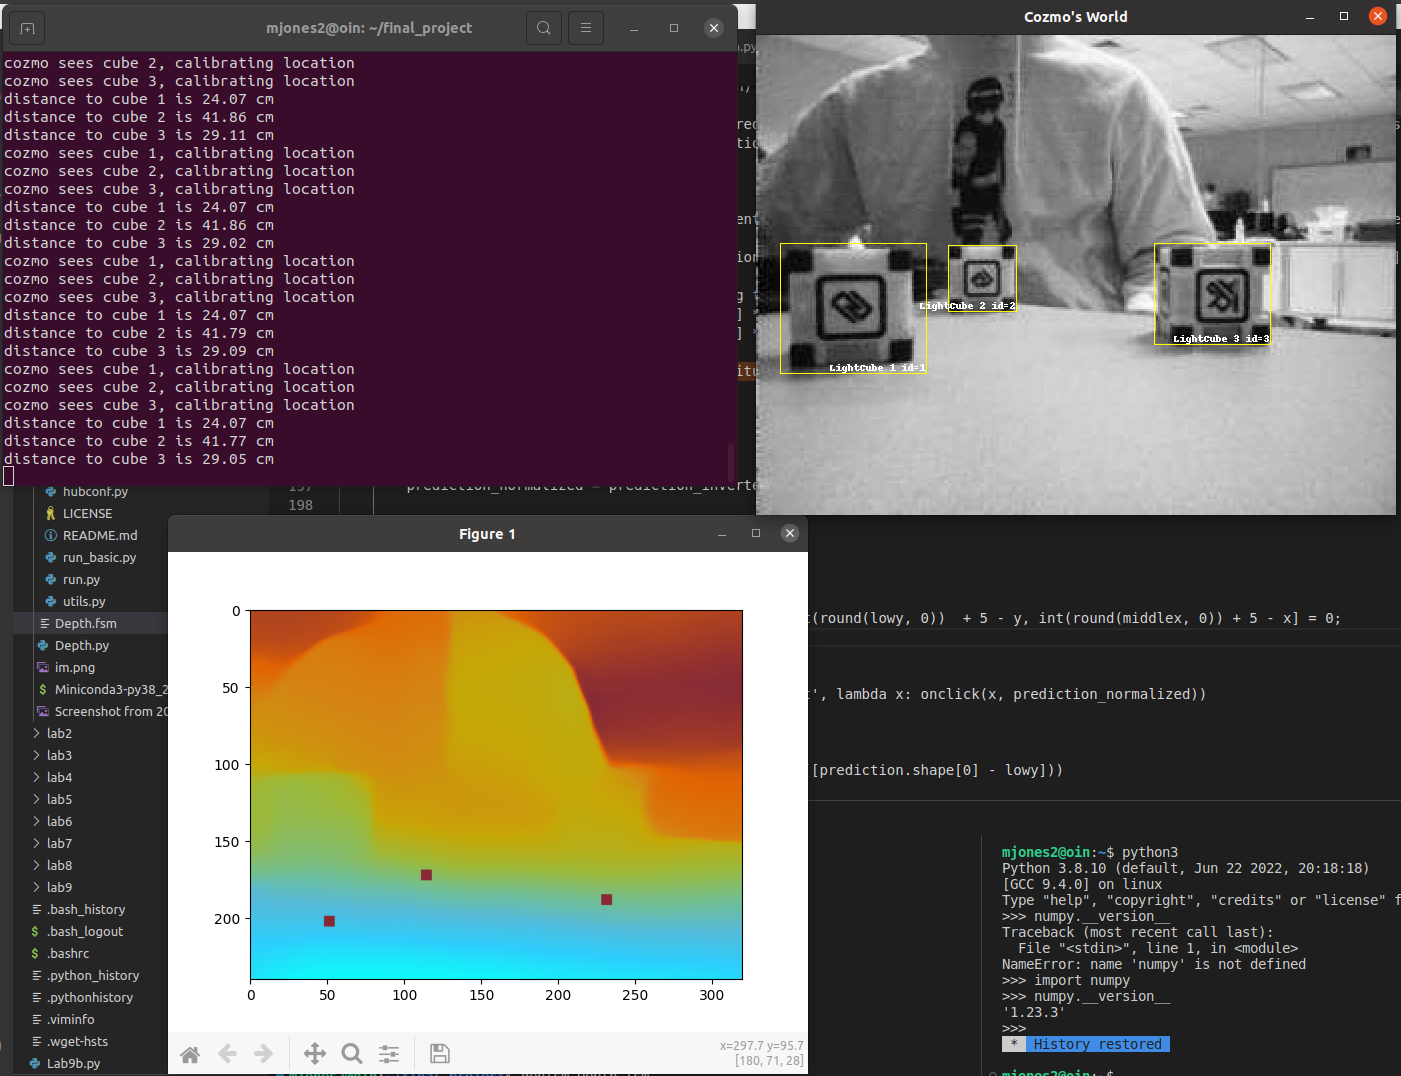 mjones2@oin: ~/final_project
cozmo sees cube 2, calibrating location
cozmo sees cube 3, calibrating location
distance to cube 1 is 24.07 cm
distance to cube 2 is 41.86 cm
distance to cube 3 is 29.11 cm
cozmo sees cube 1, calibrating location
cozmo sees cube 2, calibrating location
cozmo sees cube 3, calibrating location
distance to cube 1 is 24.07 cm
distance to cube 2 is 41.86 cm
distance to cube 3 is 29.02 cm
cozmo sees cube 1, calibrating location
cozmo sees cube 2, calibrating location
cozmo sees cube 3, calibrating location
distance to cube 1 is 24.07 cm
distance to cube 2 is 41.79 cm
distance to cube 3 is 29.09 cm
cozmo sees cube 1, calibrating location
cozmo sees cube 2, calibrating location
cozmo sees cube 3, calibrating location
distance to cube 1 is 24.07 cm
distance to cube 2 is 41.77 cm
distance to cube 3 is 29.05 cm
Cozmo's World
LightCube 2 id=2
LightCube 3 id=3
LightCube 1 id=1
hubconf.py
LICENSE
README.md
run_basic.py
run.py
utils.py
Depth.fsm
Depth.py
im.png
Miniconda3-py38_2
Screenshot from 20
lab2
lab3
lab4
lab5
lab6
lab7
lab8
lab9
.bash_history
.bash_logout
.bashrc
.python_history
.pythonhistory
.viminfo
.wget-hsts
Lab9b.py
197
prediction_normalized = prediction_inverte
198
(round(lowy, 0)) + 5 - y, int(round(middlex, 0)) + 5 - x] = 0;
', lambda x: onclick(x, prediction_normalized))
[prediction.shape[0] - lowy]))
Figure 1
0
50
100
150
200
0
50
100
150
200
250
300
x=297.7 y=95.7
[180, 71, 28]
mjones2@oin:~$ python3
Python 3.8.10 (default, Jun 22 2022, 20:18:18)
[GCC 9.4.0] on linux
Type "help", "copyright", "credits" or "license" f
>>> numpy.__version__
Traceback (most recent call last):
  File "<stdin>", line 1, in <module>
NameError: name 'numpy' is not defined
>>> import numpy
>>> numpy.__version__
'1.23.3'
>>>
* History restored